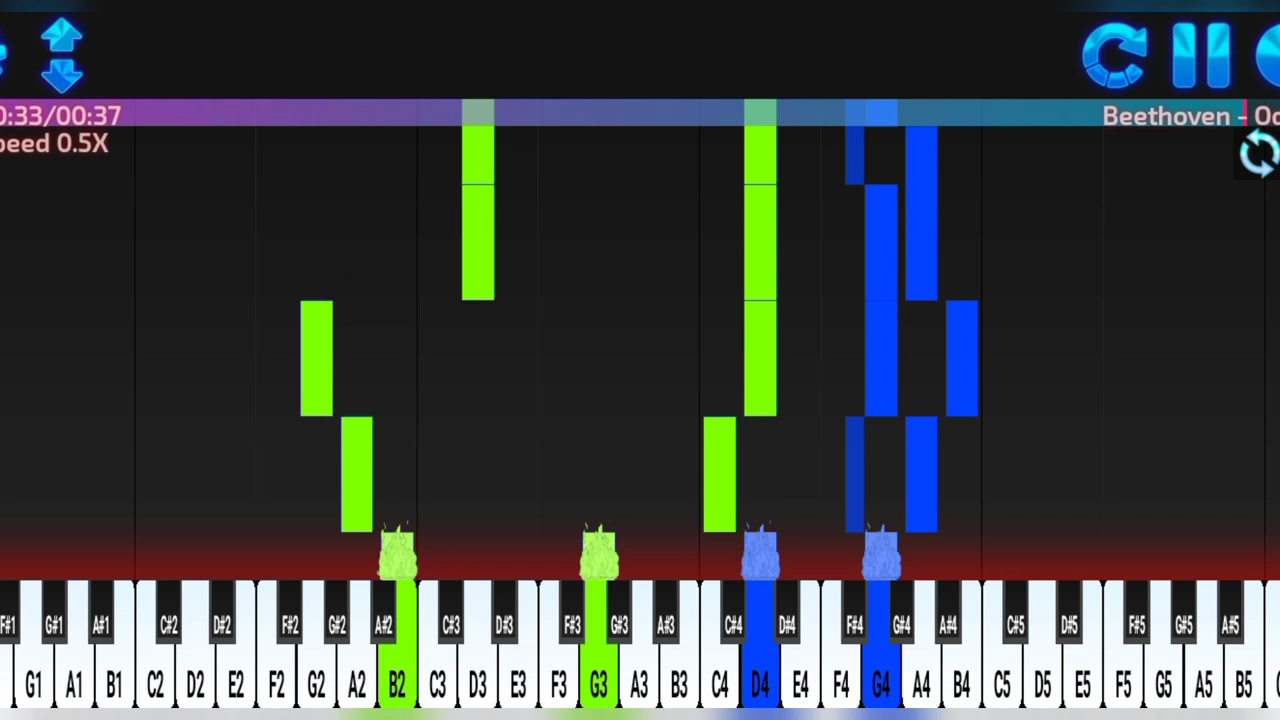 0:33/00:37
Beethoven - Od
peed 0.5X
F#1 G#1 A#1 C#2 D#2 F#2 G#2 A#2 C#3 D#3 F#3 G#3 A#3 C#4 D#4 F#4 G#4 A#4 C#5 D#5 F#5 G#5 A#5
G1 A1 B1 C2 D2 E2 F2 G2 A2 B2 C3 D3 E3 F3 G3 A3 B3 C4 D4 E4 F4 G4 A4 B4 C5 D5 E5 F5 G5 A5 B5